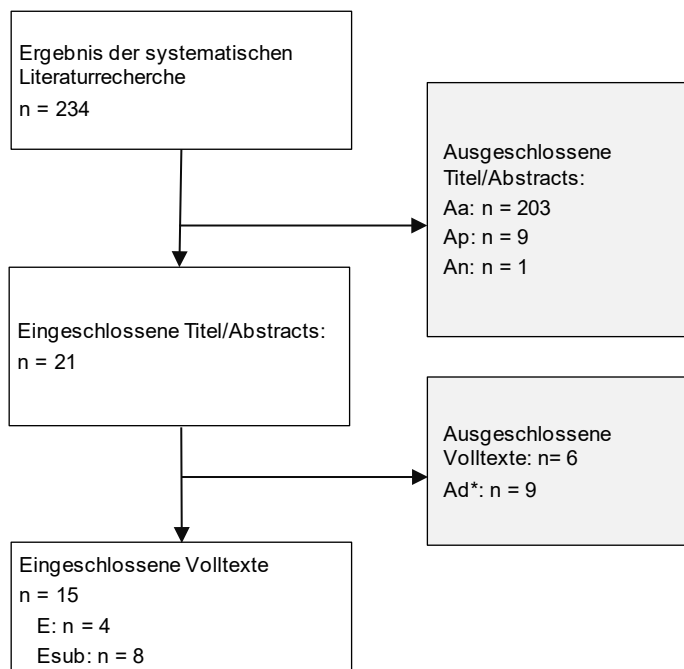 Ergebnis der systematischen
Literaturrecherche
n = 234
Ausgeschlossene
Titel/Abstracts:
Aa: n = 203
Ap: n = 9
An: n = 1
Eingeschlossene Titel/Abstracts:
n = 21
Ausgeschlossene
Volltexte: n= 6
Ad*: n = 9
Eingeschlossene Volltexte
n = 15
E: n = 4
Esub: n = 8